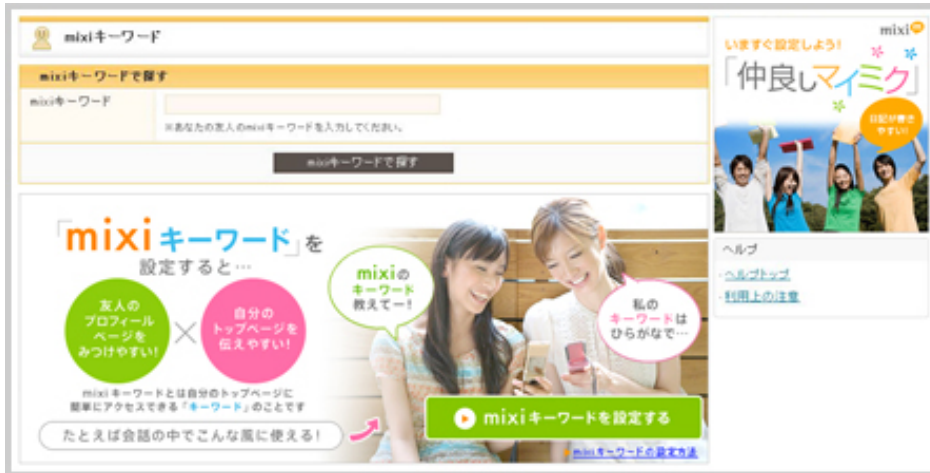 mixiキーワード
mixiキーワードで探す
mixiキーワード
※あなたの友人のmixiキーワードを入力してください。
mixiキーワードで探す
「mixiキーワード」を
設定すると…
友人の
プロフィール
ページを
みつけやすい!
×
自分の
トップページを
伝えやすい!
mixiキーワードとは自分のトップページに
簡単にアクセスできる「キーワード」のことです
たとえば会話の中でこんな風に使える!
mixiの
キーワード
教えてー!
私の
キーワードは
ひらがなで…
mixiキーワードを設定する
mixiキーワードの設定方法
mixi
いますぐ設定しよう!
「仲良しマイミク」
日記が書き
やすい!
ヘルプ
・ヘルプトップ
・利用上の注意